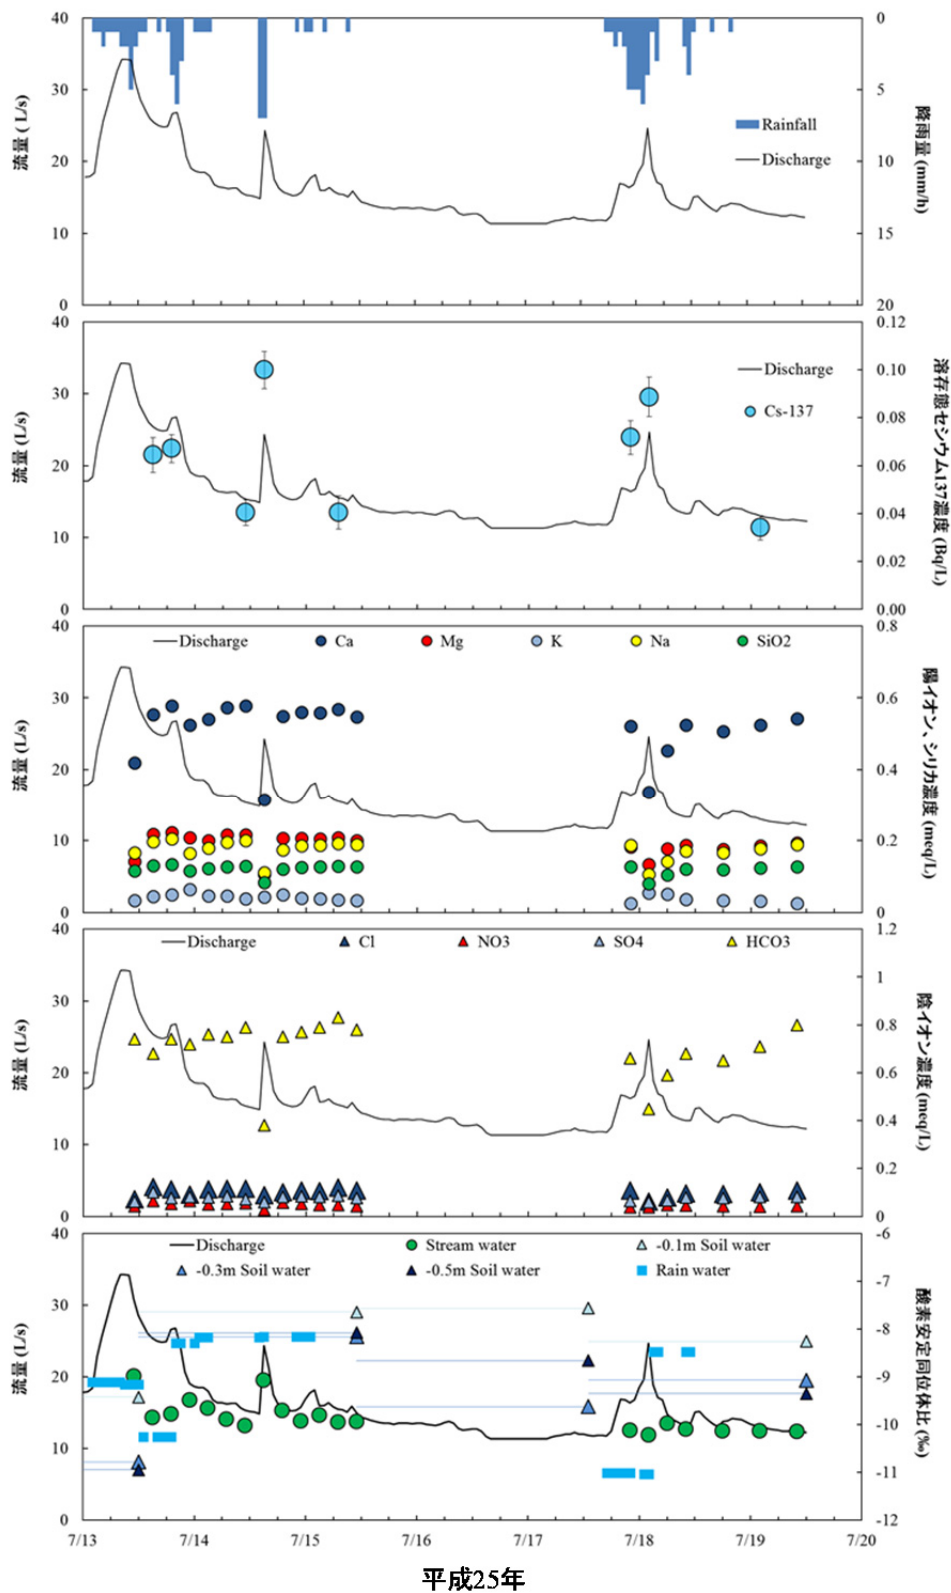 40
30
20
10
0
流量 ( L/s)
0
5
10
15
20
降雨量 (mm/h)
Rainfall
Discharge
40
30
20
10
0
流量 (L/s)
0.12
0.10
0.08
0.06
0.04
0.02
0.00
溶存態セシウム137濃度 (Bq/L)
Discharge
Cs-137
40
30
20
10
0
流量 (L/s)
0.8
0.6
0.4
0.2
0
陽イオン、シリカ濃度 (meq/L)
Discharge Ca Mg K Na SiO2
40
30
20
10
0
流量 (L/s)
1.2
1
0.8
0.6
0.4
0.2
0
陰イオン濃度 (meq/L)
Discharge Cl NO3 SO4 HCO3
40
30
20
10
0
流量 (L/s)
-6
-7
-8
-9
-10
-11
-12
酸素安定同位体比 (‰)
Discharge Stream water -0.1m Soil water
-0.3m Soil water -0.5m Soil water Rain water
7/13 7/14 7/15 7/16 7/17 7/18 7/19 7/20
平成25年